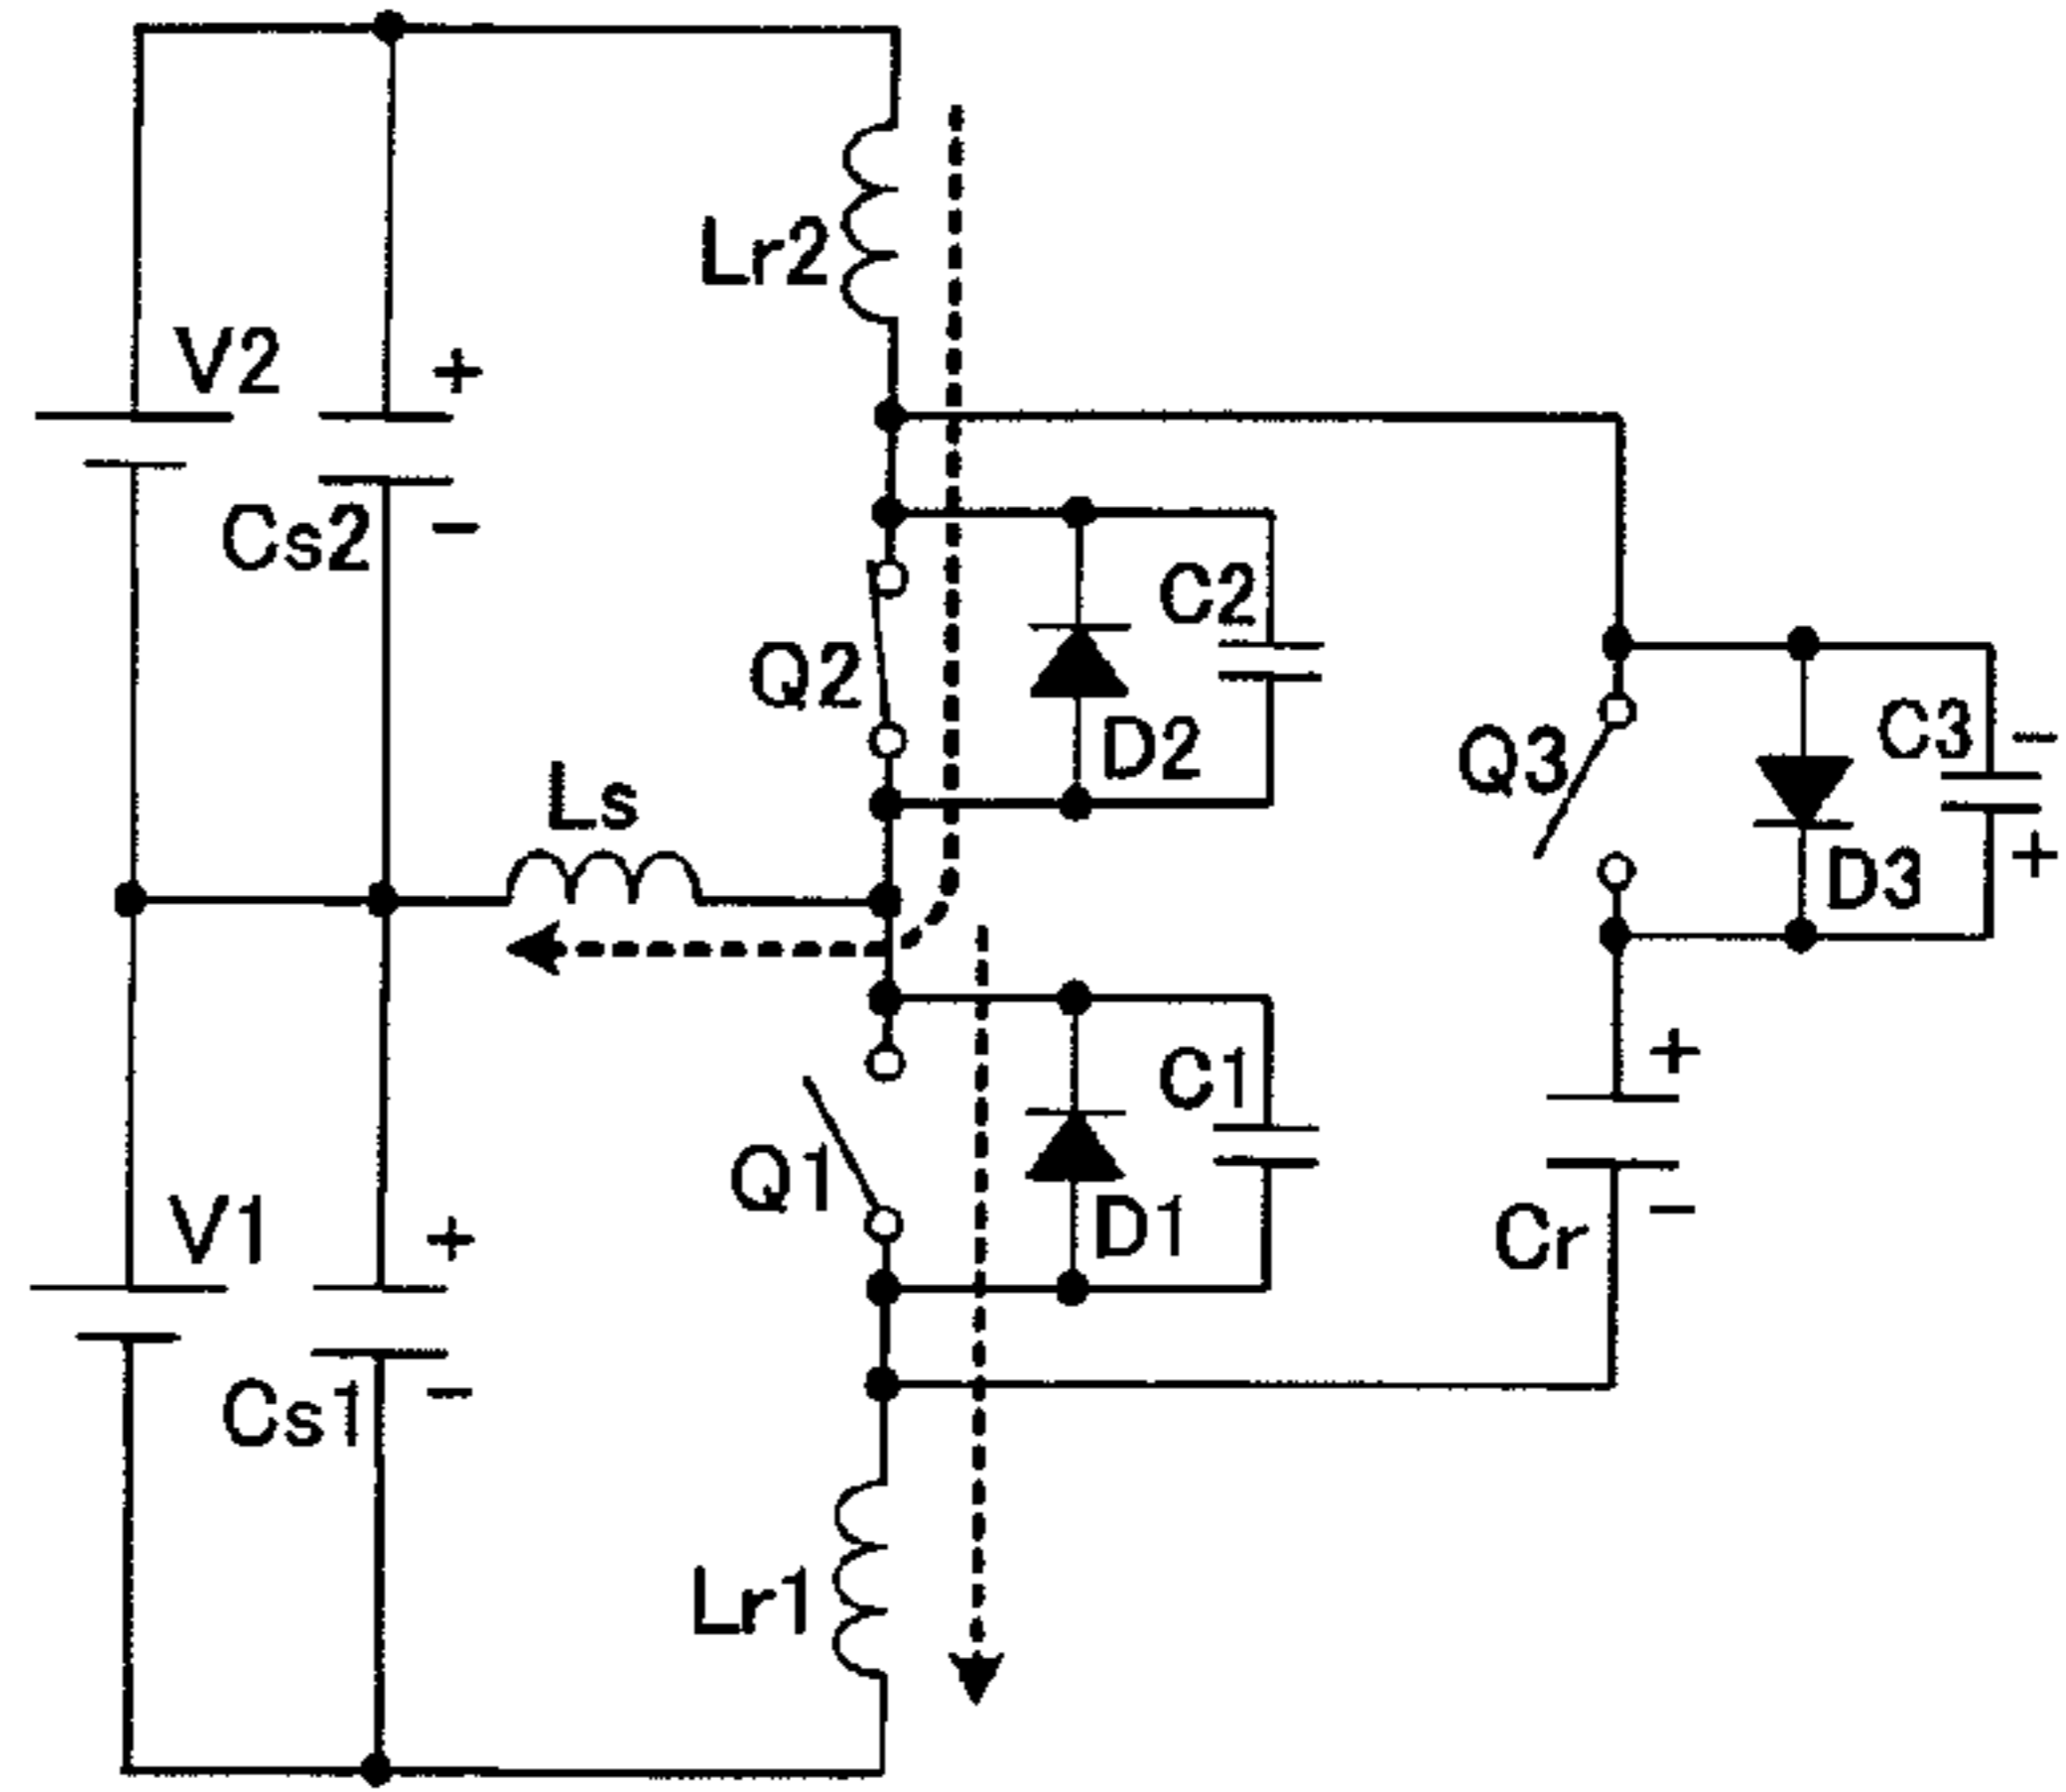 Lr2
V2
+
Cs2
−
C2
Q2
D2
C3
−
Q3
Ls
D3
+
C1
+
Q1
D1
V1
+
Cr
−
Cs1
−
Lr1